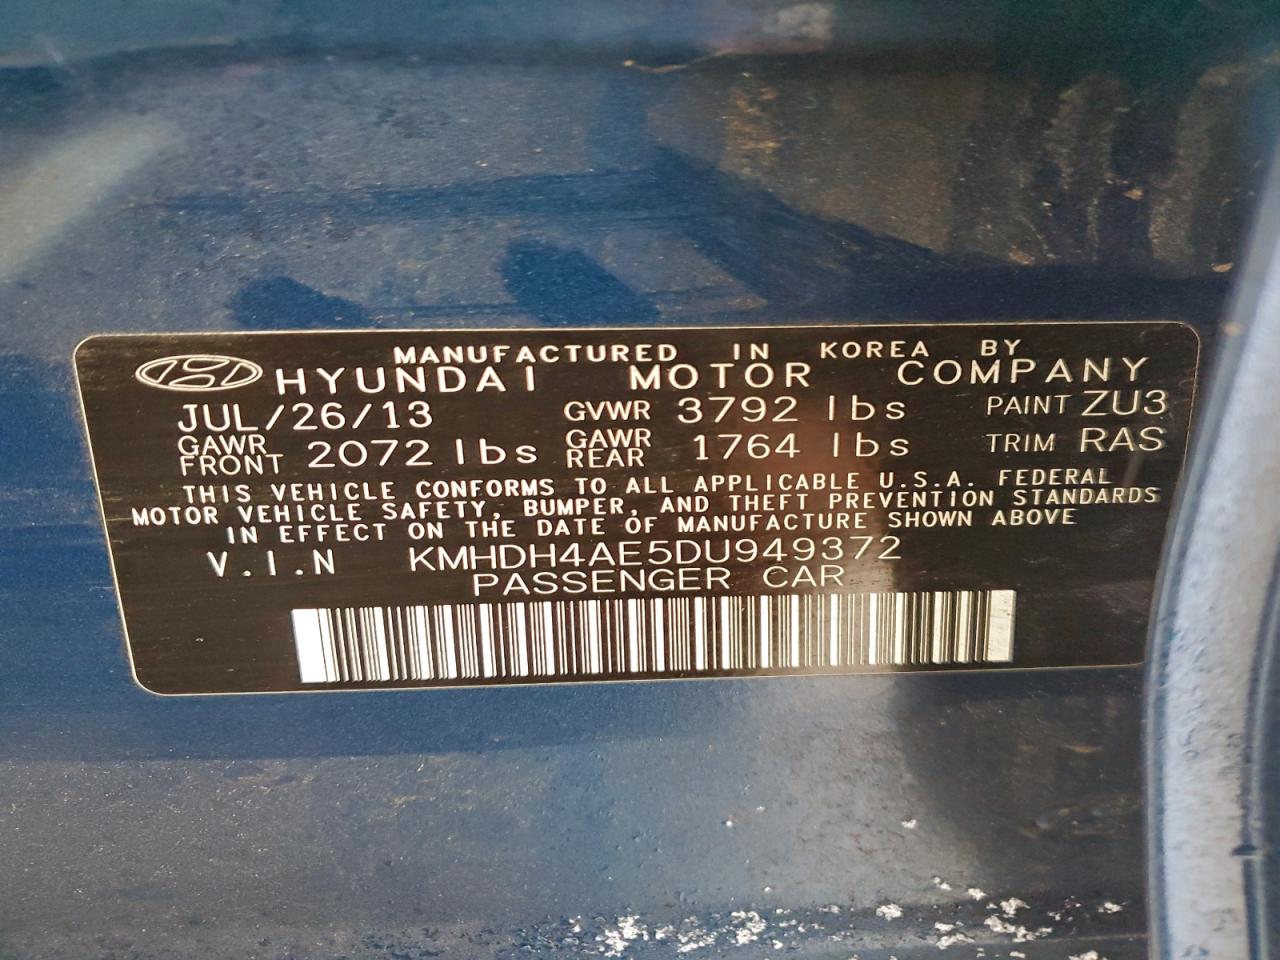 MANUFACTURED IN KOREA BY
HYUNDAI MOTOR COMPANY
JUL/26/13 GVWR 3792 lbs PAINT ZU3
GAWR FRONT 2072 lbs GAWR REAR 1764 lbs TRIM RAS
THIS VEHICLE CONFORMS TO ALL APPLICABLE U.S.A. FEDERAL
MOTOR VEHICLE SAFETY, BUMPER, AND THEFT PREVENTION STANDARDS
IN EFFECT ON THE DATE OF MANUFACTURE SHOWN ABOVE
V.I.N KMHDH4AE5DU949372
PASSENGER CAR